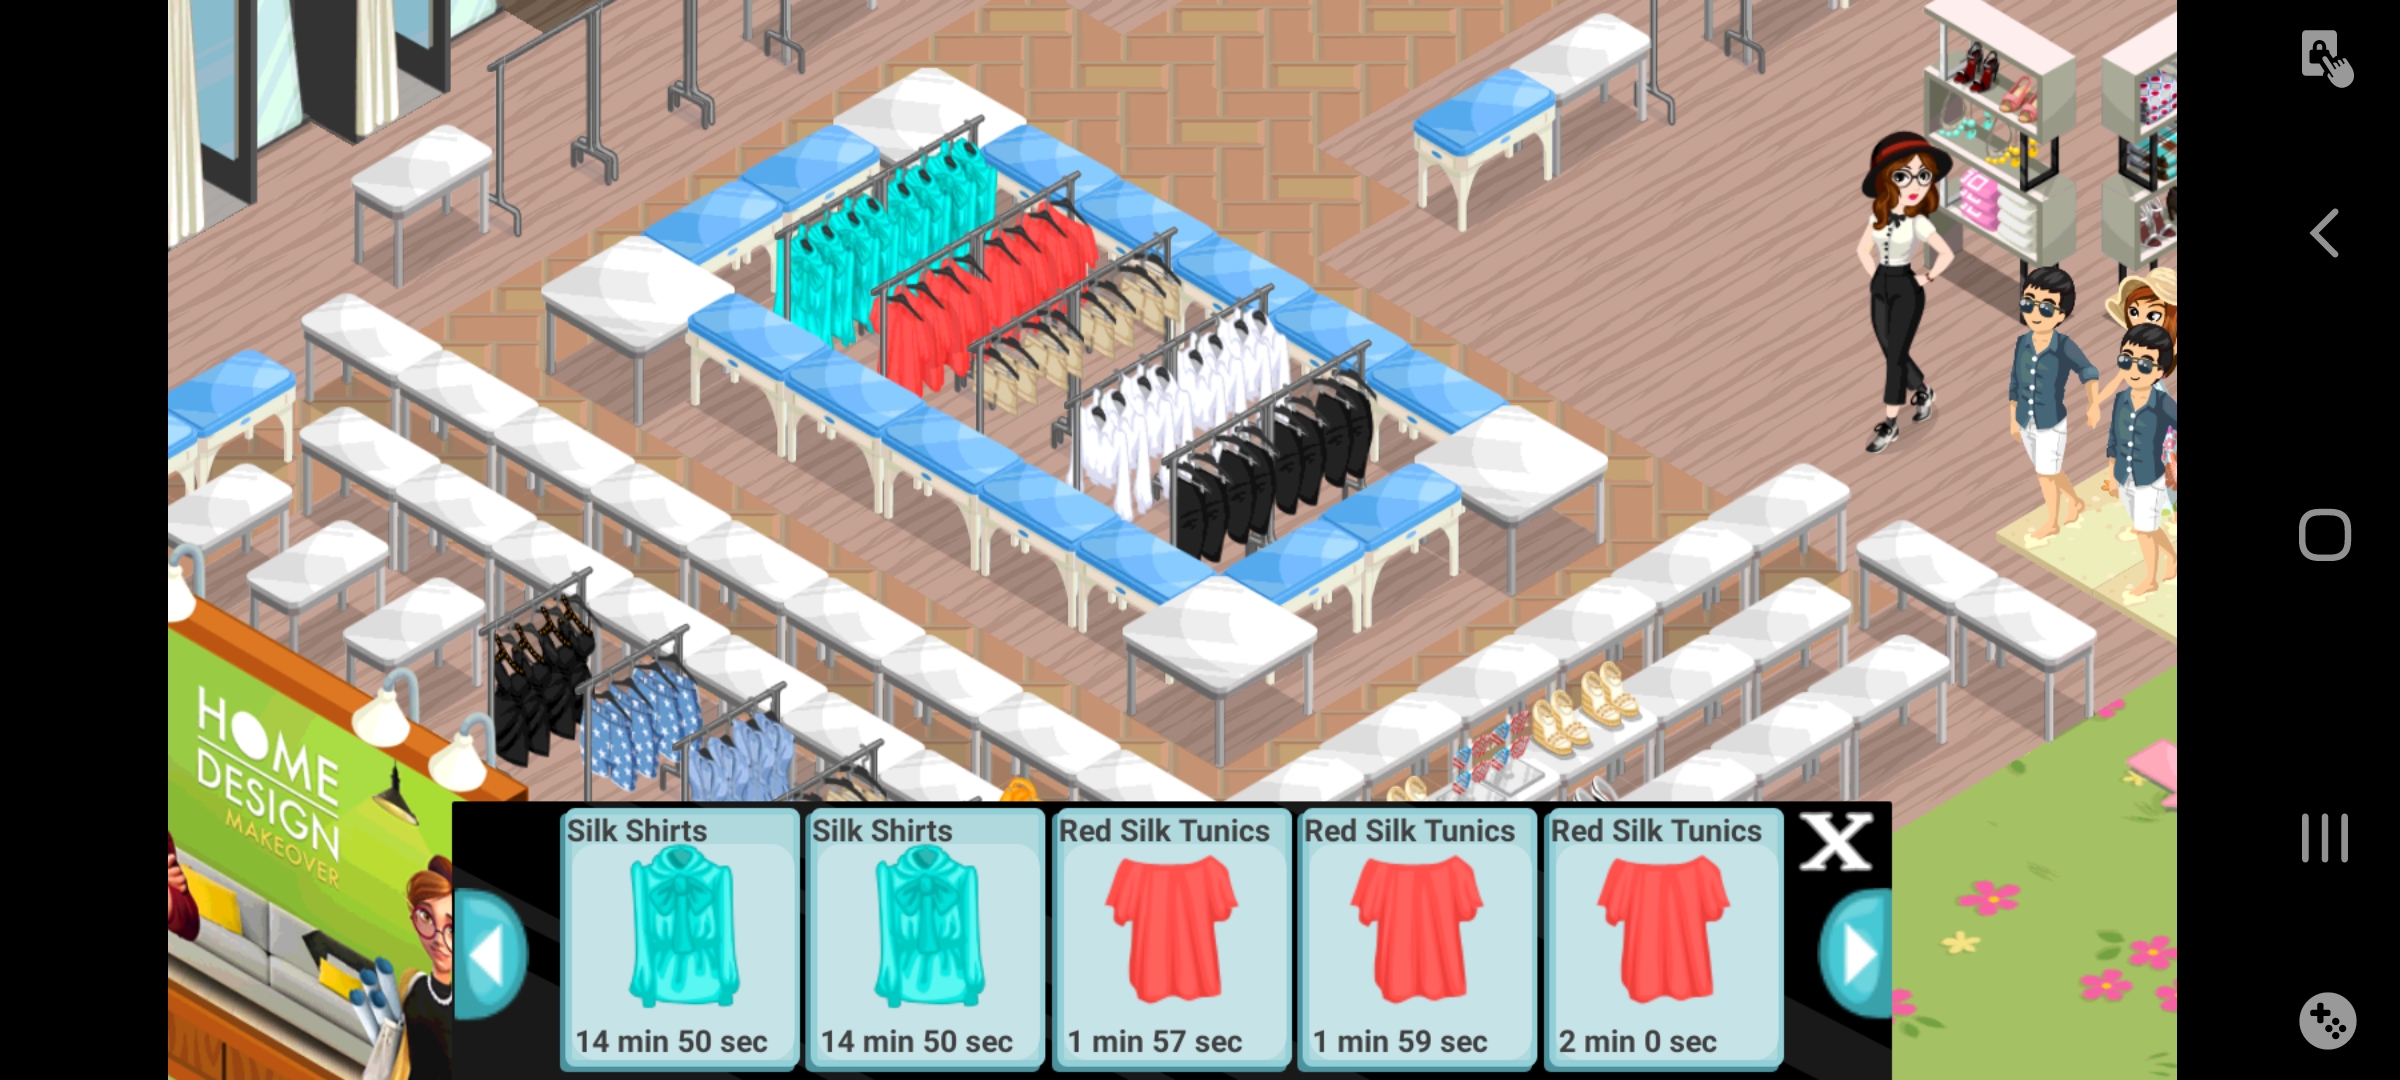 HOME
DESIGN
MAKEOVER
Silk Shirts
14 min 50 sec
Silk Shirts
14 min 50 sec
Red Silk Tunics
1 min 57 sec
Red Silk Tunics
1 min 59 sec
Red Silk Tunics
2 min 0 sec
X